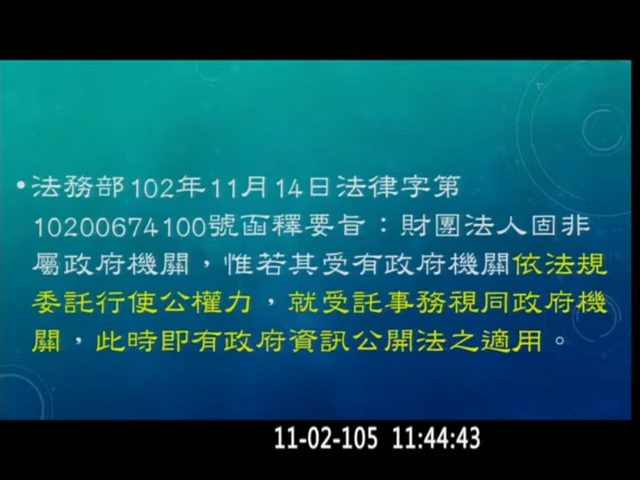 •法務部102年11月14日法律字第
10200674100號函釋要旨：財團法人固非
屬政府機關，惟若其受有政府機關依法規
委託行使公權力，就受託事務視同政府機
關，此時即有政府資訊公開法之適用。
11-02-105 11:44:43